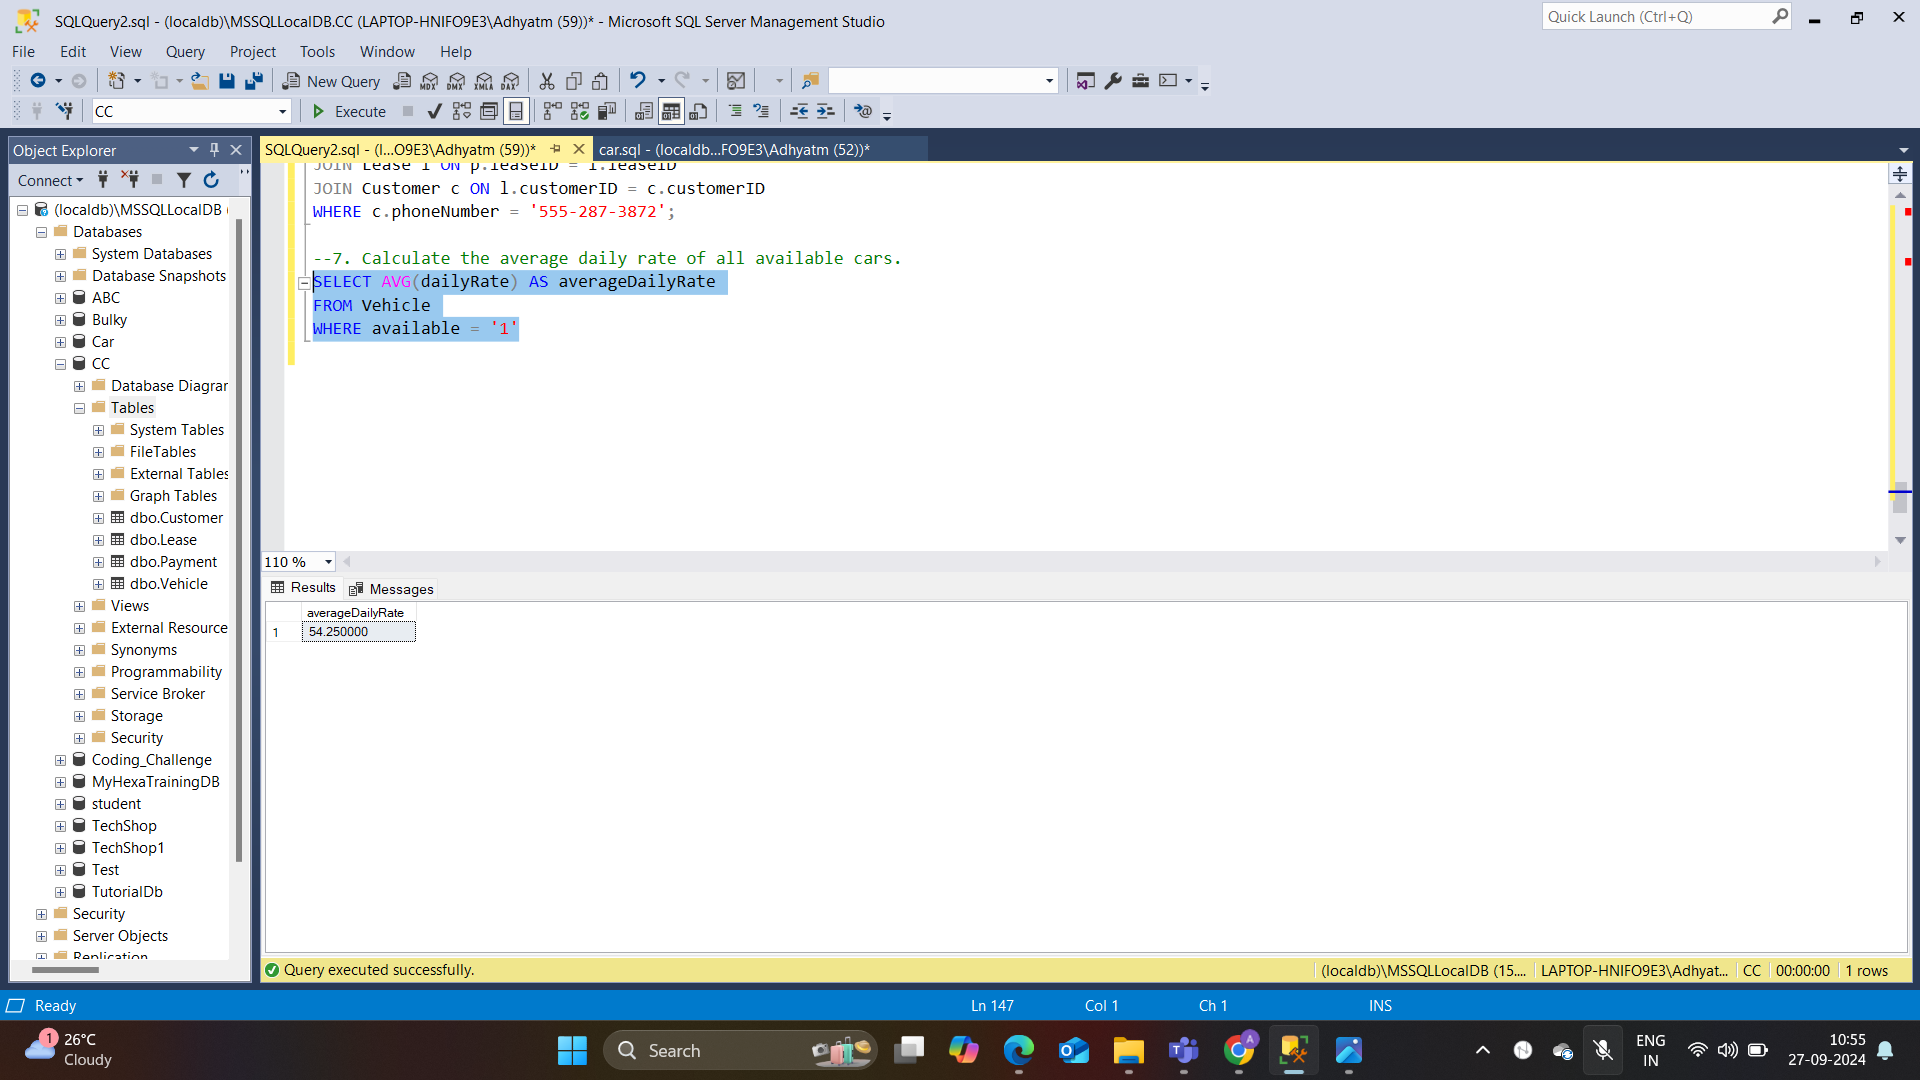 SQLQuery2.sql - (localdb)\MSSQLLocalDB.CC (LAPTOP-HNIFO9E3\Adhyatm (59))* - Microsoft SQL Server Management Studio
Quick Launch (Ctrl+Q)
File Edit View Query Project Tools Window Help
New Query MDX DMX XMLA DAX
CC Execute
Object Explorer
SQLQuery2.sql - (l...O9E3\Adhyatm (59))* car.sql - (localdb...FO9E3\Adhyatm (52))*
Connect
(localdb)\MSSQLLocalDB (
Databases
System Databases
Database Snapshots
ABC
Bulky
Car
CC
Database Diagrar
Tables
System Tables
FileTables
External Tables
Graph Tables
dbo.Customer
dbo.Lease
dbo.Payment
dbo.Vehicle
Views
External Resource
Synonyms
Programmability
Service Broker
Storage
Security
Coding_Challenge
MyHexaTrainingDB
student
TechShop
TechShop1
Test
TutorialDb
Security
Server Objects
Replication
JOIN Lease l ON p.leaseID = l.leaseID
JOIN Customer c ON l.customerID = c.customerID
WHERE c.phoneNumber = '555-287-3872';
--7. Calculate the average daily rate of all available cars.
SELECT AVG(dailyRate) AS averageDailyRate
FROM Vehicle
WHERE available = '1'
110 %
Results Messages
averageDailyRate
1 54.250000
Query executed successfully. (localdb)\MSSQLLocalDB (15.... LAPTOP-HNIFO9E3\Adhyat... CC 00:00:00 1 rows
Ready Ln 147 Col 1 Ch 1 INS
1 26°C
Cloudy
Search
A
ENG
IN
10:55
27-09-2024